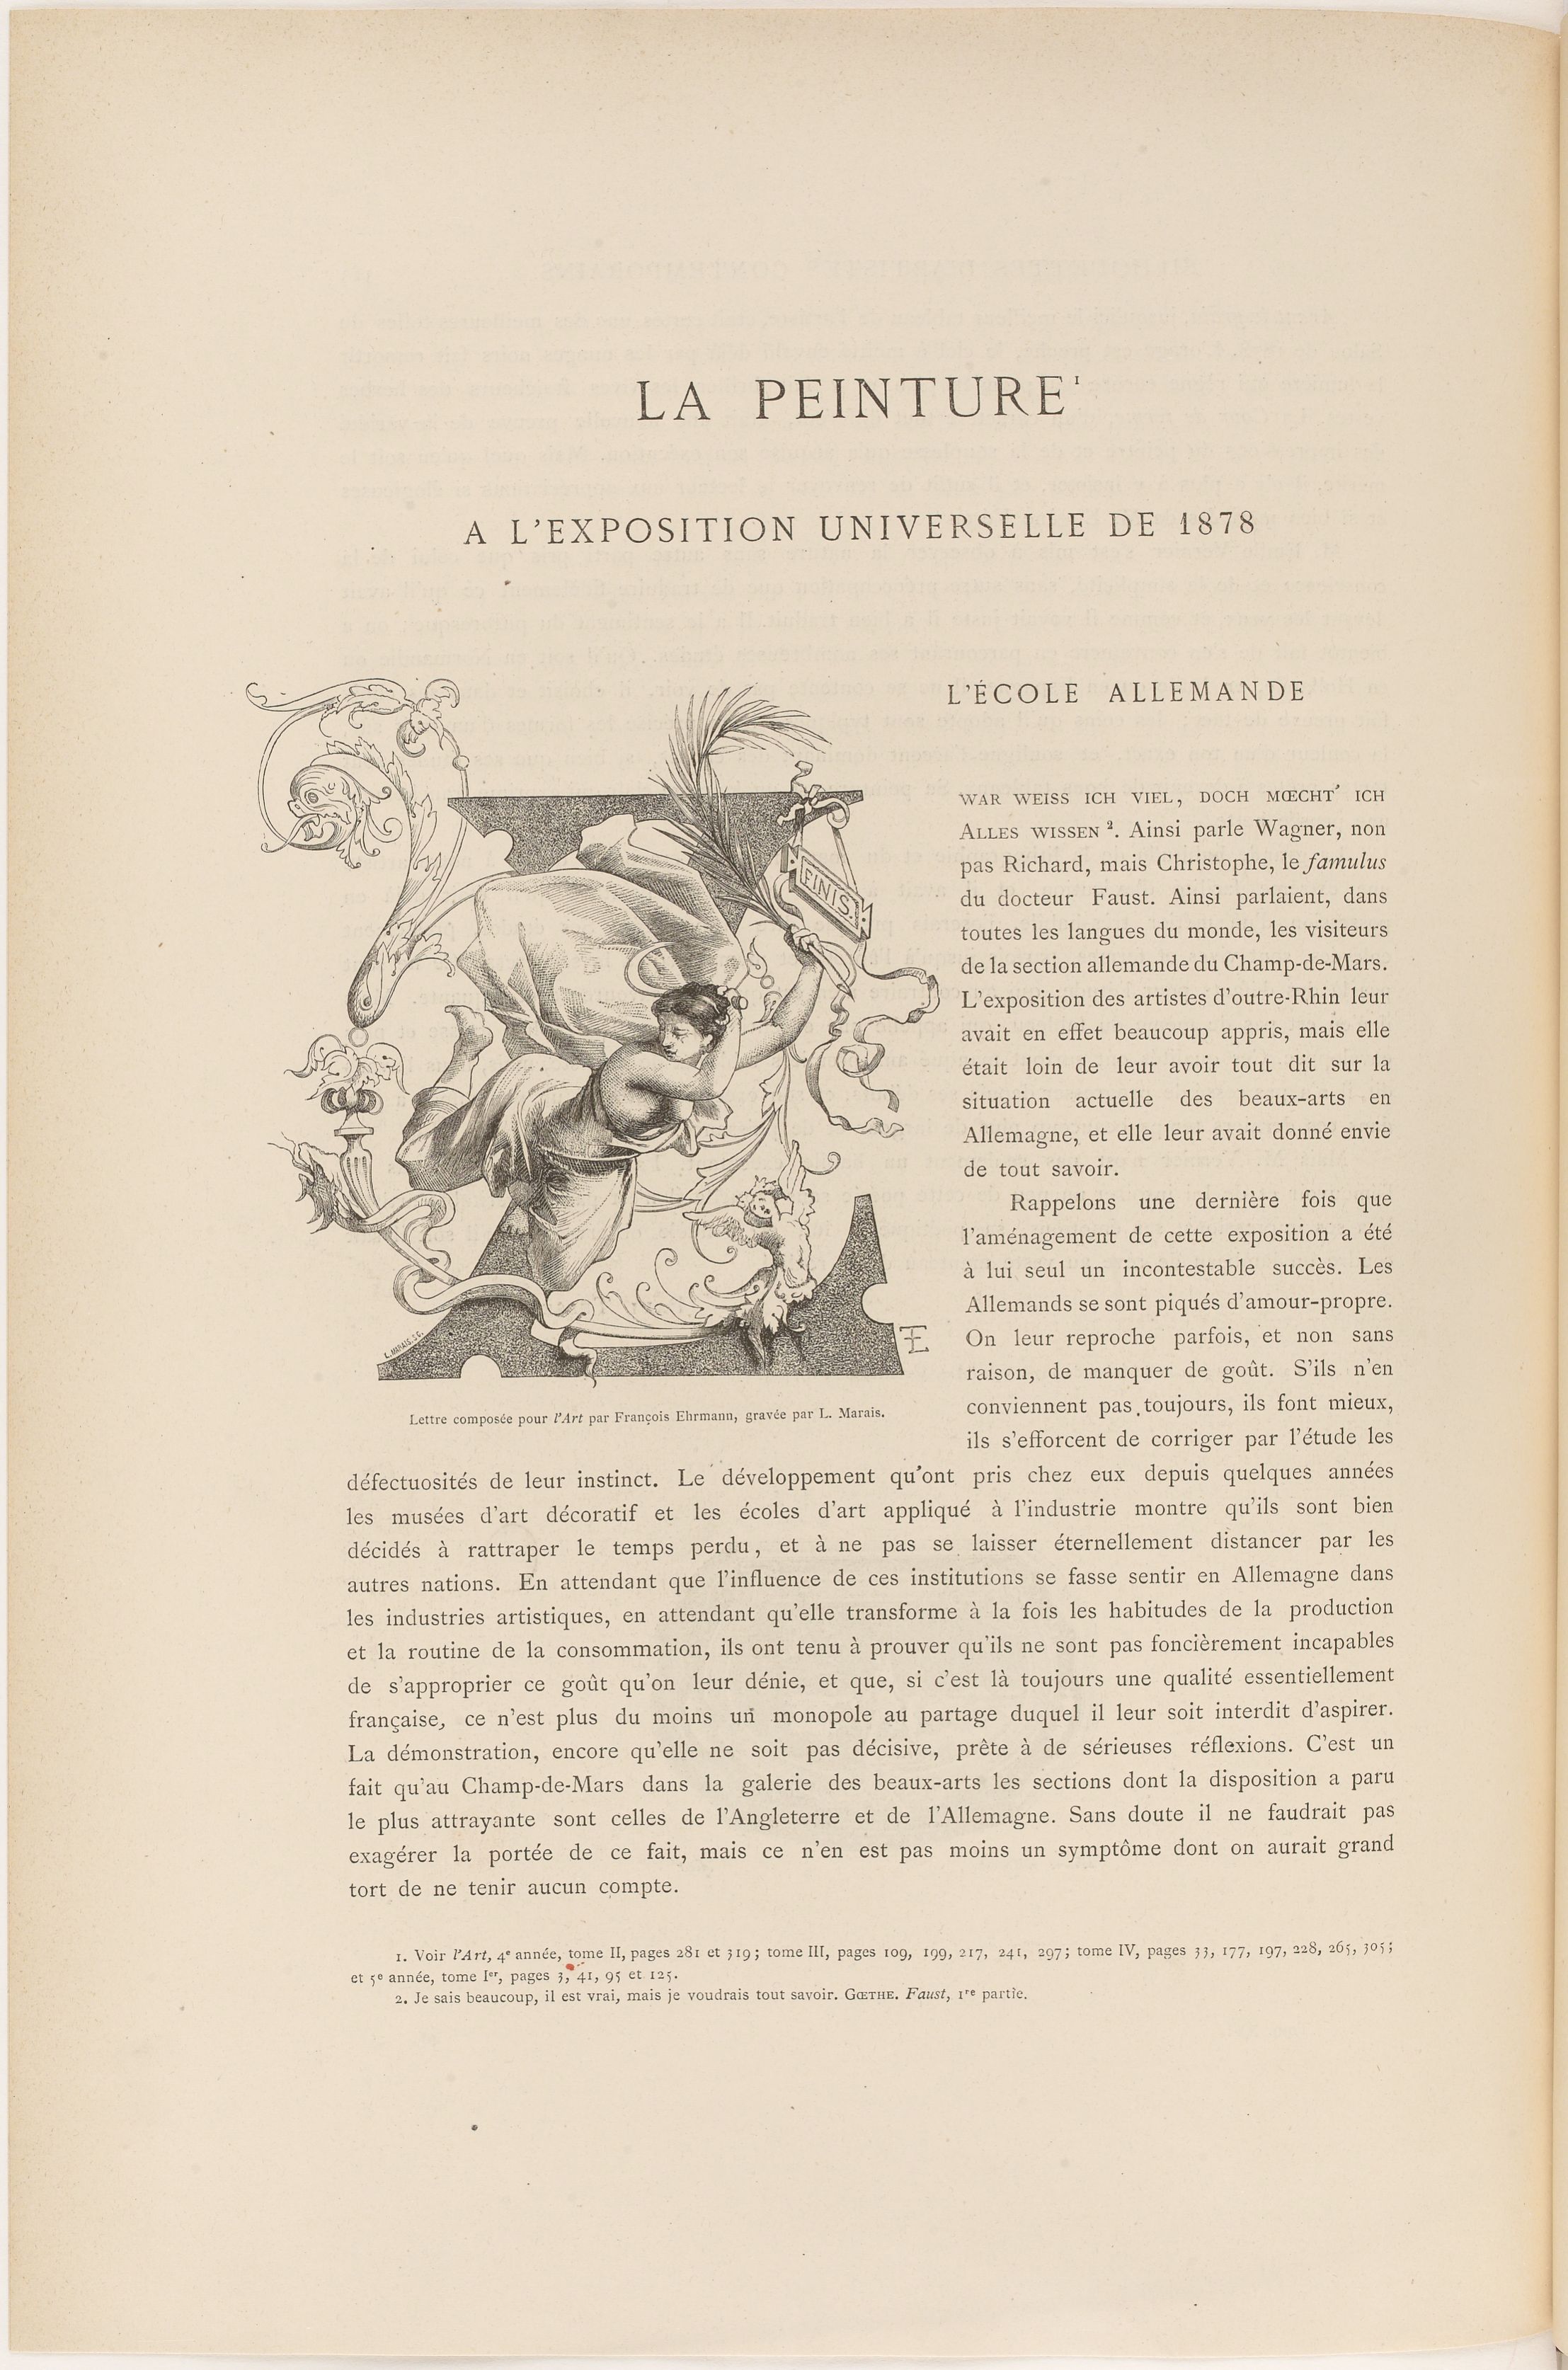 LA PEINTURE¹
A L'EXPOSITION UNIVERSELLE DE 1878
L'ÉCOLE ALLEMANDE
Z
FINIS.
WAR WEISS ICH VIEL, DOCH MŒCHT' ICH
ALLES WISSEN ². Ainsi parle Wagner, non
pas Richard, mais Christophe, le famulus
du docteur Faust. Ainsi parlaient, dans
toutes les langues du monde, les visiteurs
de la section allemande du Champ-de-Mars.
L'exposition des artistes d'outre-Rhin leur
avait en effet beaucoup appris, mais elle
était loin de leur avoir tout dit sur la
situation actuelle des beaux-arts en
Allemagne, et elle leur avait donné envie
de tout savoir.
Rappelons une dernière fois que
l'aménagement de cette exposition a été
à lui seul un incontestable succès. Les
Allemands se sont piqués d'amour-propre.
On leur reproche parfois, et non sans
raison, de manquer de goût. S'ils n'en
conviennent pas toujours, ils font mieux,
ils s'efforcent de corriger par l'étude les
L. MARAIS SC.
FE
Lettre composée pour l'Art par François Ehrmann, gravée par L. Marais.
défectuosités de leur instinct. Le développement qu'ont pris chez eux depuis quelques années
les musées d'art décoratif et les écoles d'art appliqué à l'industrie montre qu'ils sont bien
décidés à rattraper le temps perdu, et à ne pas se laisser éternellement distancer par les
autres nations. En attendant que l'influence de ces institutions se fasse sentir en Allemagne dans
les industries artistiques, en attendant qu'elle transforme à la fois les habitudes de la production
et la routine de la consommation, ils ont tenu à prouver qu'ils ne sont pas foncièrement incapables
de s'approprier ce goût qu'on leur dénie, et que, si c'est là toujours une qualité essentiellement
française, ce n'est plus du moins un monopole au partage duquel il leur soit interdit d'aspirer.
La démonstration, encore qu'elle ne soit pas décisive, prête à de sérieuses réflexions. C'est un
fait qu'au Champ-de-Mars dans la galerie des beaux-arts les sections dont la disposition a paru
le plus attrayante sont celles de l'Angleterre et de l'Allemagne. Sans doute il ne faudrait pas
exagérer la portée de ce fait, mais ce n'en est pas moins un symptôme dont on aurait grand
tort de ne tenir aucun compte.
1. Voir l'Art, 4e année, tome II, pages 281 et 319; tome III, pages 109, 199, 217, 241, 297; tome IV, pages 33, 177, 197, 228, 265, 305;
et 5e année, tome Ier, pages 3, 41, 95 et 125.
2. Je sais beaucoup, il est vrai, mais je voudrais tout savoir. GŒTHE. Faust, 1re partie.